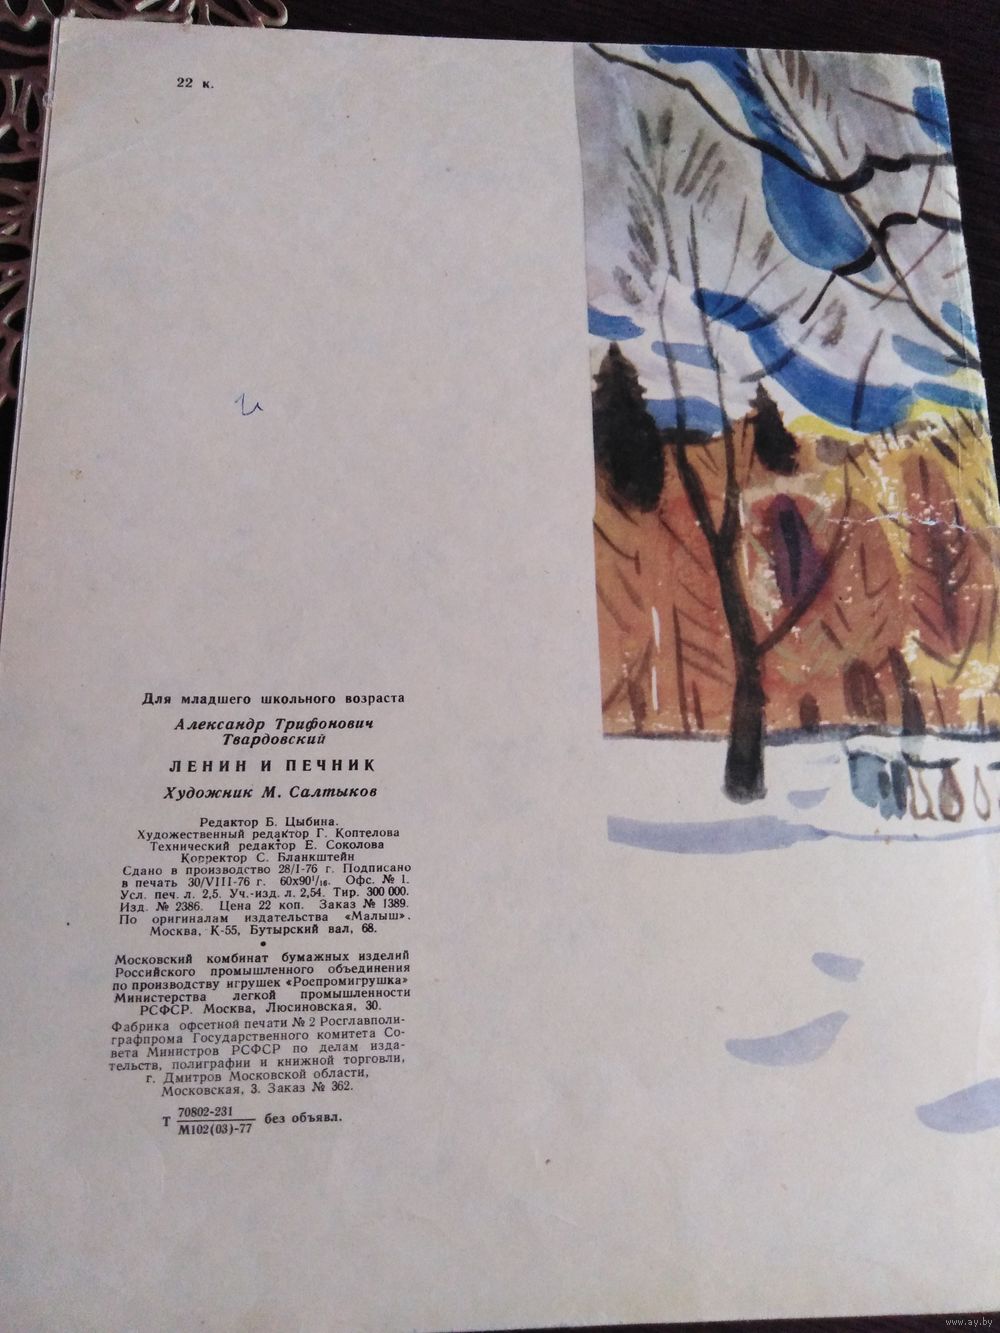 22 к.
Для младшего школьного возраста
Александр Трифонович
Твардовский
ЛЕНИН И ПЕЧНИК
Художник М. Салтыков
Редактор Б. Цыбина.
Художественный редактор Г. Коптелова
Технический редактор Е. Соколова
Корректор С. Бланкштейн
Сдано в производство 28/I-76 г. Подписано
в печать 30/VIII-76 г. 60х90¹/₁₆. Офс. № 1.
Усл. печ. л. 2,5. Уч.-изд. л. 2,54. Тир. 300 000.
Изд. № 2386. Цена 22 коп. Заказ № 1389.
По оригиналам издательства «Малыш».
Москва, К-55, Бутырский вал, 68.
•
Московский комбинат бумажных изделий
Российского промышленного объединения
по производству игрушек «Роспромигрушка»
Министерства легкой промышленности
РСФСР. Москва, Люсиновская, 30.
Фабрика офсетной печати № 2 Росглавполи-
графпрома Государственного комитета Со-
вета Министров РСФСР по делам изда-
тельств, полиграфии и книжной торговли,
г. Дмитров Московской области,
Московская, 3. Заказ № 362.
Т 70802-231 без объявл.
М102(03)-77
www.ay.by